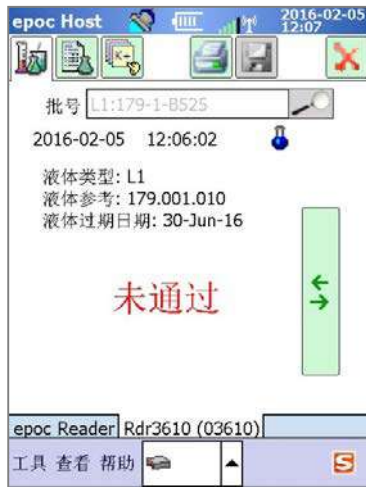 epoc Host 2016-02-05
12:07
批号 L1:179-1-B525
2016-02-05 12:06:02
液体类型: L1
液体参考: 179.001.010
液体过期日期: 30-Jun-16
未通过
epoc Reader Rdr3610 (03610)
工具 查看 帮助